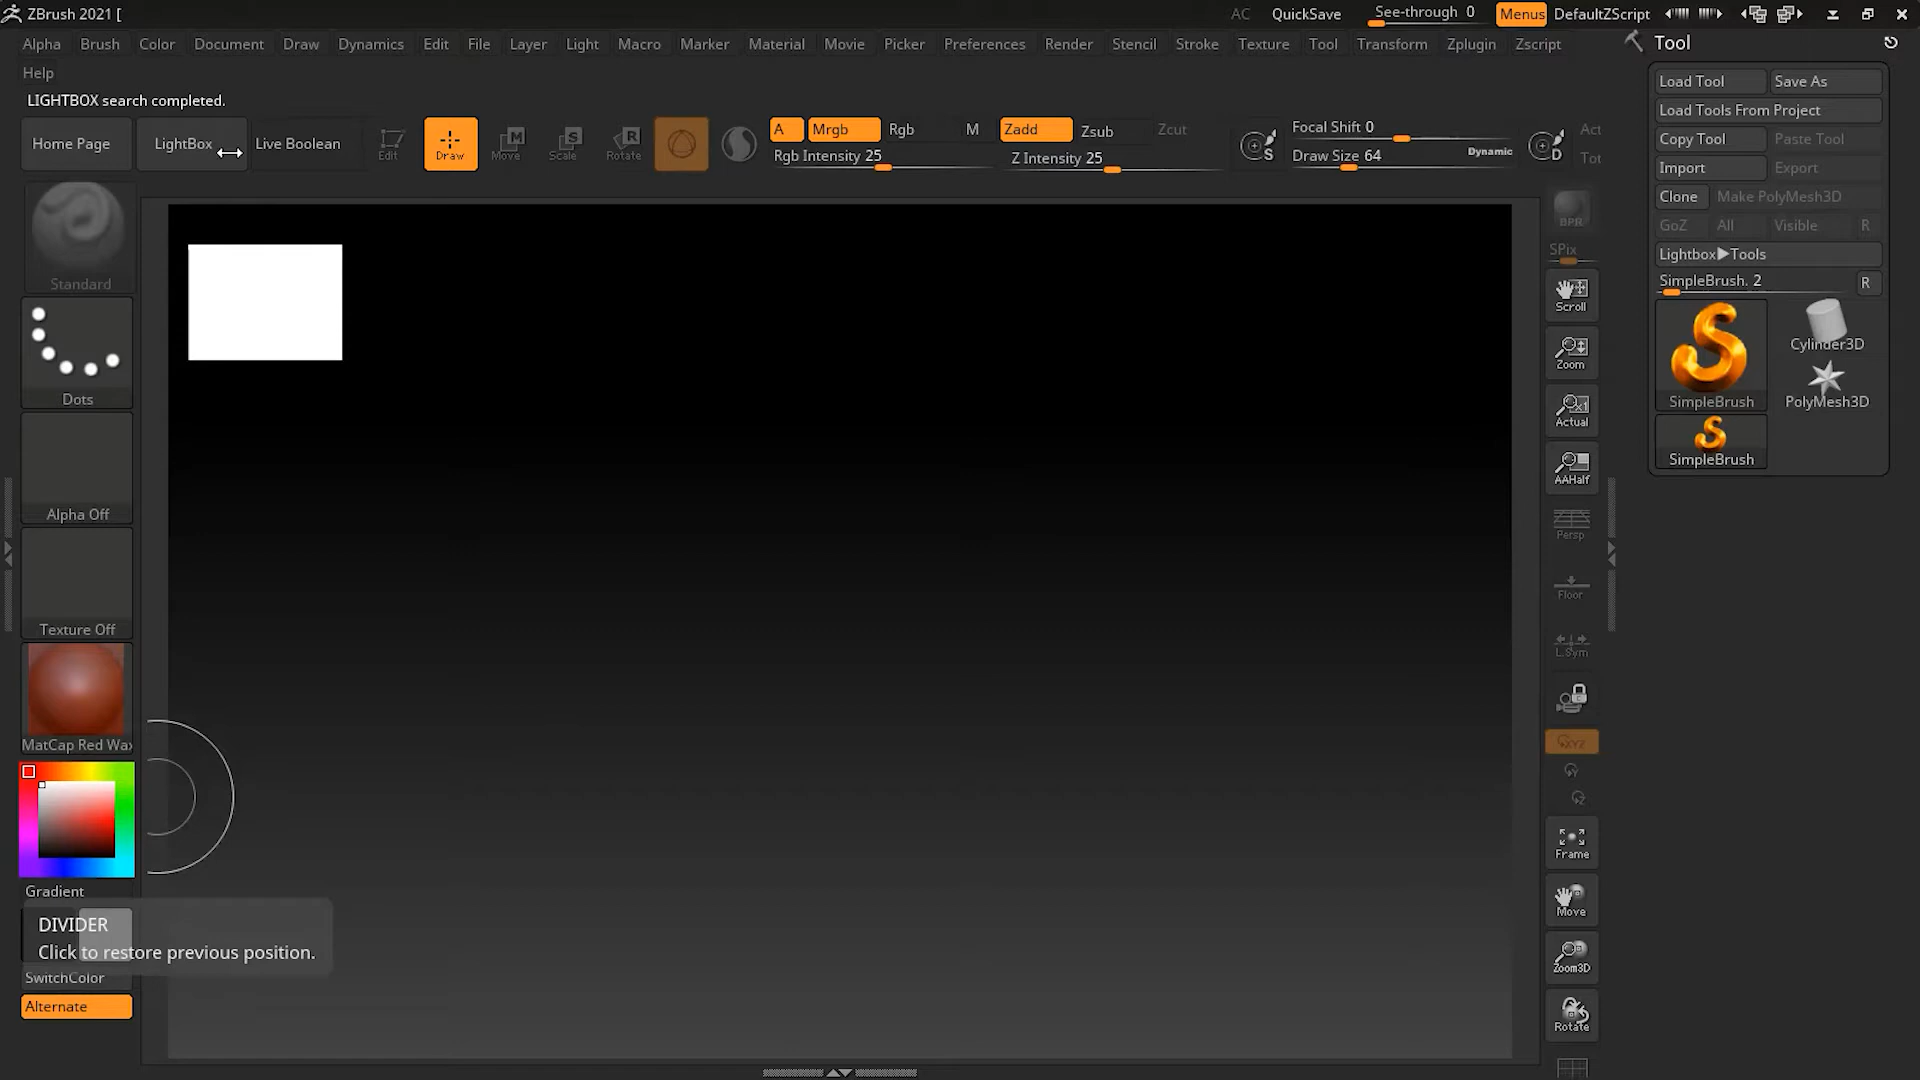 ZBrush 2021 [
AC QuickSave See-through 0 Menus DefaultZScript
Alpha Brush Color Document Draw Dynamics Edit File Layer Light Macro Marker Material Movie Picker Preferences Render Stencil Stroke Texture Tool Transform Zplugin Zscript
Help
LIGHTBOX search completed.
Home Page
LightBox
Live Boolean
Edit
Draw
Move
Scale
Rotate
A Mrgb Rgb M
Rgb Intensity 25
Zadd Zsub Zcut
Z Intensity 25
S
Focal Shift 0
Draw Size 64 Dynamic
D
Act
Tot
Standard
Dots
Alpha Off
Texture Off
MatCap Red Wax
Gradient
DIVIDER
Click to restore previous position.
SwitchColor
Alternate
BPR
SPix
Scroll
Zoom
Actual
AAHalf
Persp
Floor
L.Sym
XYZ
Y
Z
Frame
Move
Zoom3D
Rotate
Tool
Load Tool Save As
Load Tools From Project
Copy Tool Paste Tool
Import Export
Clone Make PolyMesh3D
GoZ All Visible R
Lightbox▶Tools
SimpleBrush. 2 R
SimpleBrush
Cylinder3D
PolyMesh3D
SimpleBrush